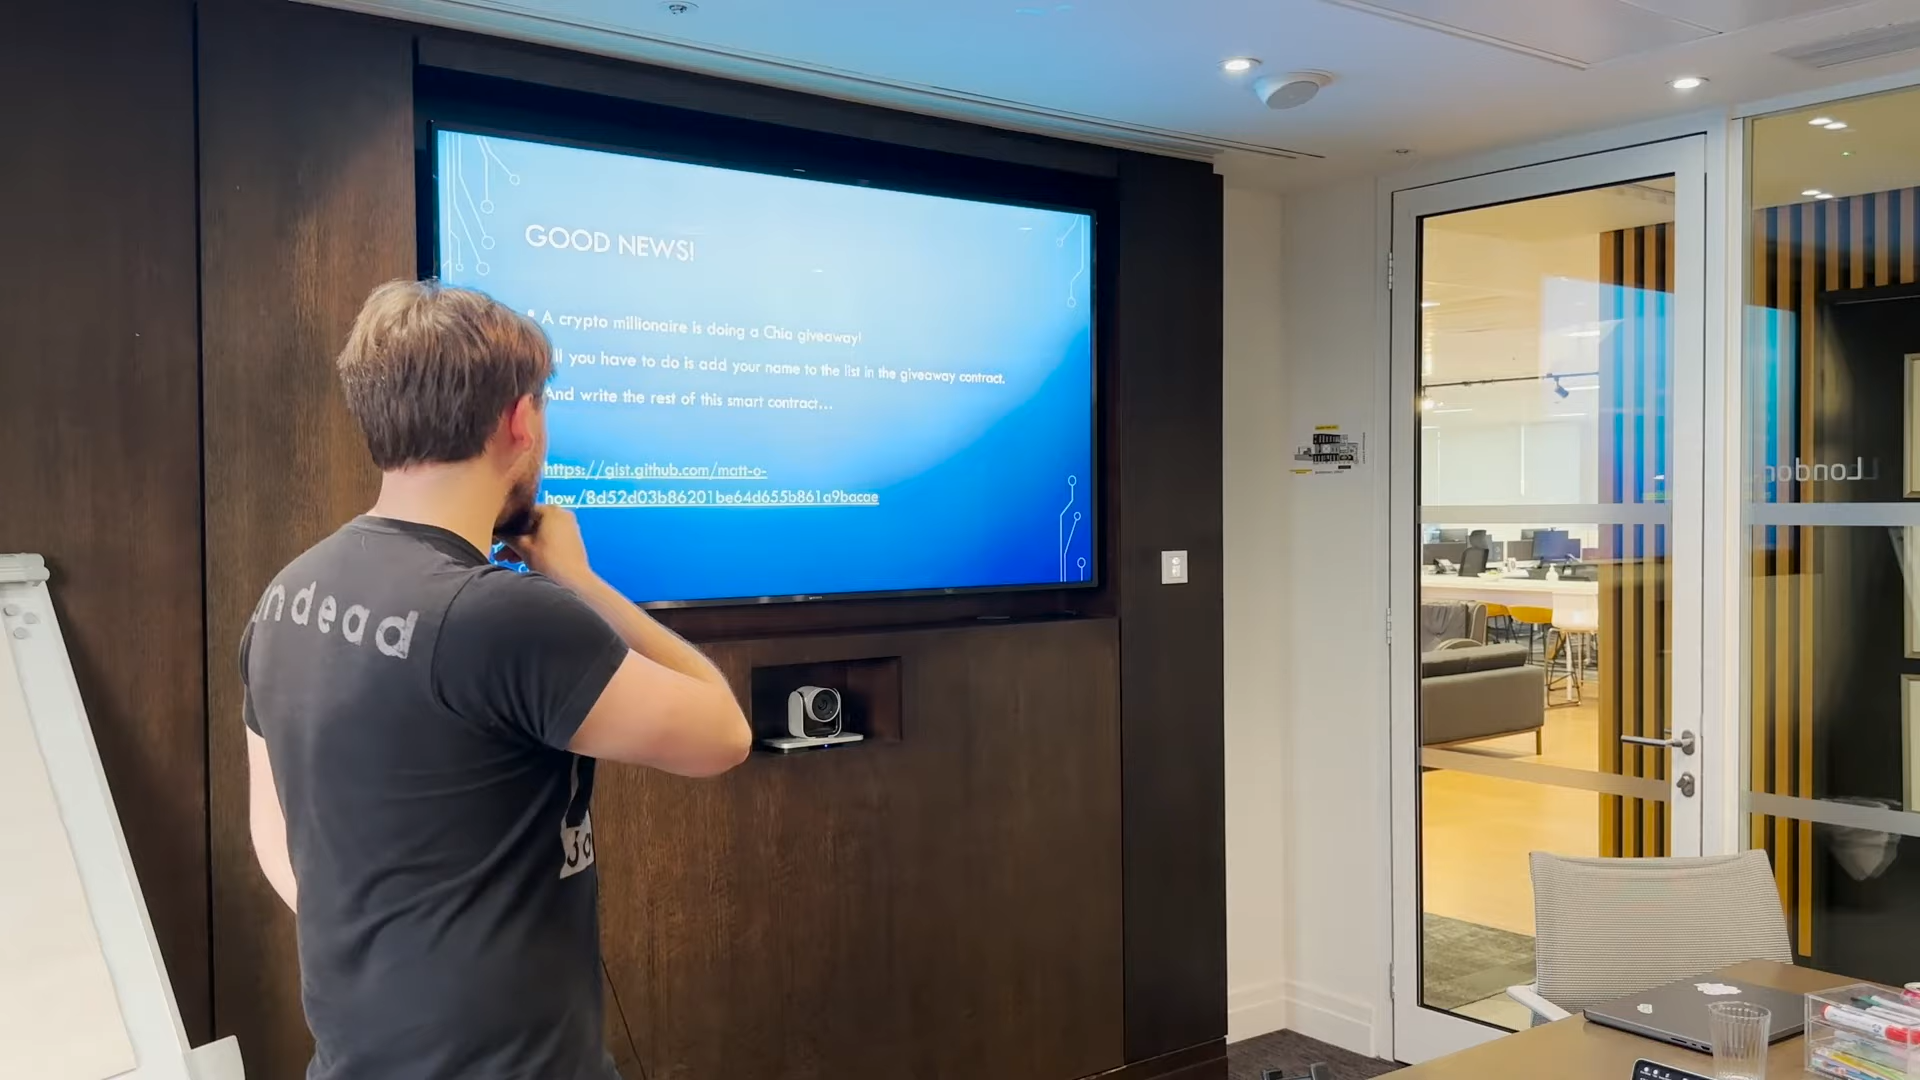 GOOD NEWS!
A crypto millionaire is doing a Chia giveaway!
ll you have to do is add your name to the list in the giveaway contract.
And write the rest of this smart contract...
https://gist.github.com/matt-o-
how/8d52d03b86201be64d655b861a9bacae
ndead
London